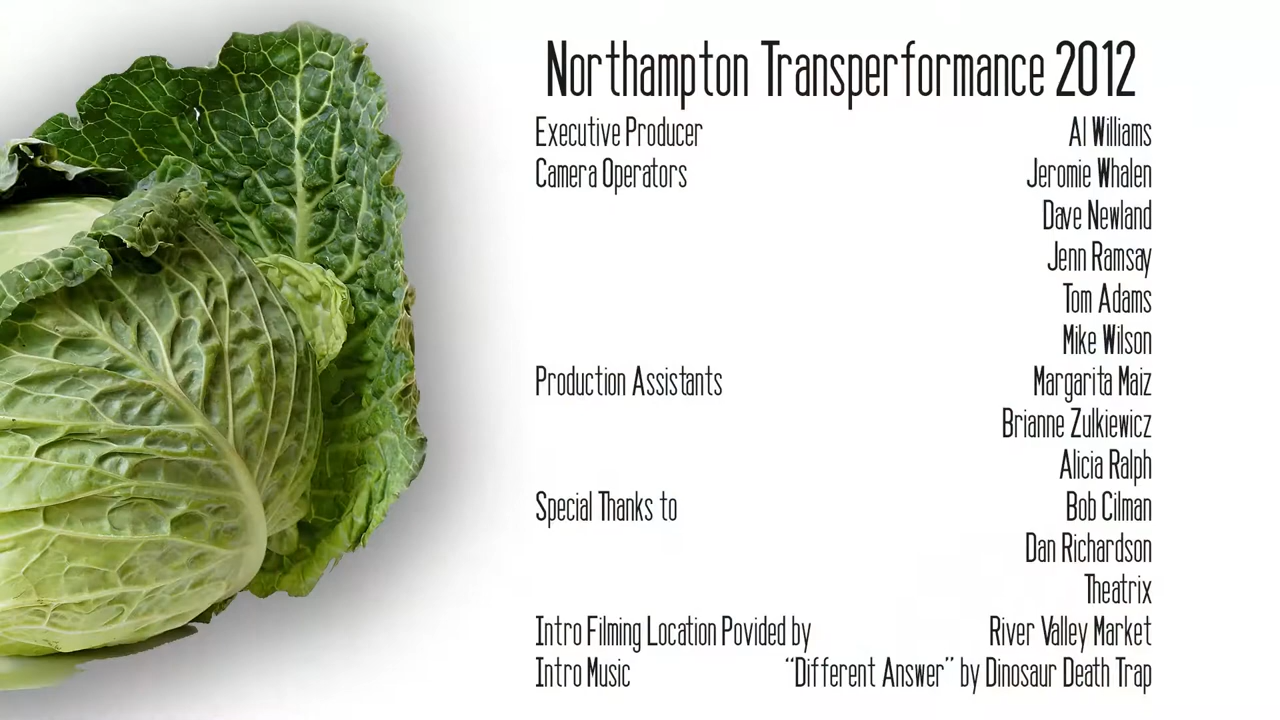 Northampton Transperformance 2012
Executive Producer Al Williams
Camera Operators Jeromie Whalen
Dave Newland
Jenn Ramsay
Tom Adams
Mike Wilson
Production Assistants Margarita Maiz
Brianne Zulkiewicz
Alicia Ralph
Special Thanks to Bob Cilman
Dan Richardson
Theatrix
Intro Filming Location Povided by River Valley Market
Intro Music “Different Answer” by Dinosaur Death Trap